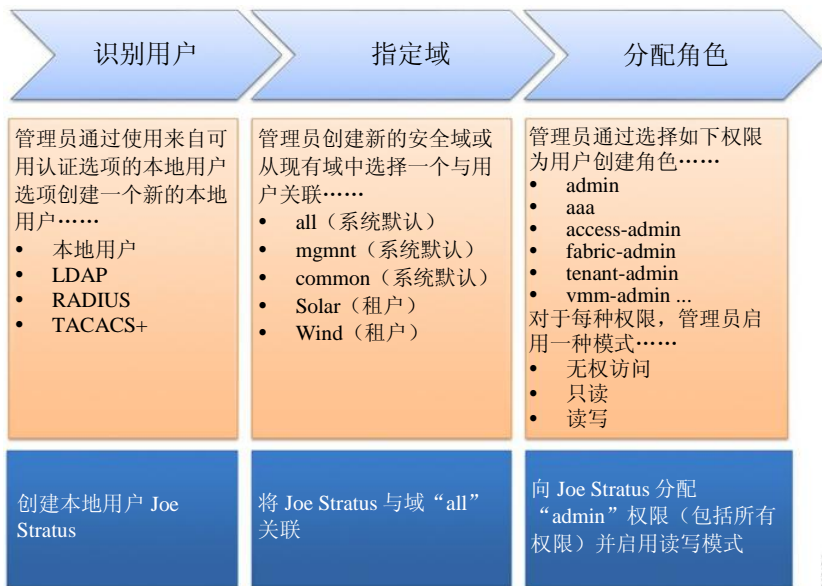 识别用户
指定域
分配角色
管理员通过使用来自可
用认证选项的本地用户
选项创建一个新的本地
用户……
• 本地用户
• LDAP
• RADIUS
• TACACS+
管理员创建新的安全域或
从现有域中选择一个与用
户关联……
• all（系统默认）
• mgmnt（系统默认）
• common（系统默认）
• Solar（租户）
• Wind（租户）
管理员通过选择如下权限
为用户创建角色……
• admin
• aaa
• access-admin
• fabric-admin
• tenant-admin
• vmm-admin ...
对于每种权限，管理员启
用一种模式……
• 无权访问
• 只读
• 读写
创建本地用户 Joe
Stratus
将 Joe Stratus 与域“all”
关联
向 Joe Stratus 分配
“admin”权限（包括所有
权限）并启用读写模式